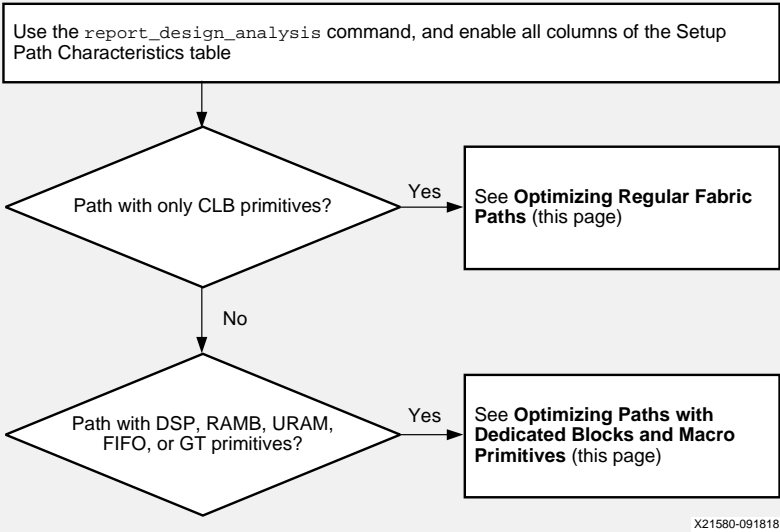 Use the report_design_analysis command, and enable all columns of the Setup
Path Characteristics table
Path with only CLB primitives?
Yes
See Optimizing Regular Fabric
Paths (this page)
No
Path with DSP, RAMB, URAM,
FIFO, or GT primitives?
Yes
See Optimizing Paths with
Dedicated Blocks and Macro
Primitives (this page)
X21580-091818